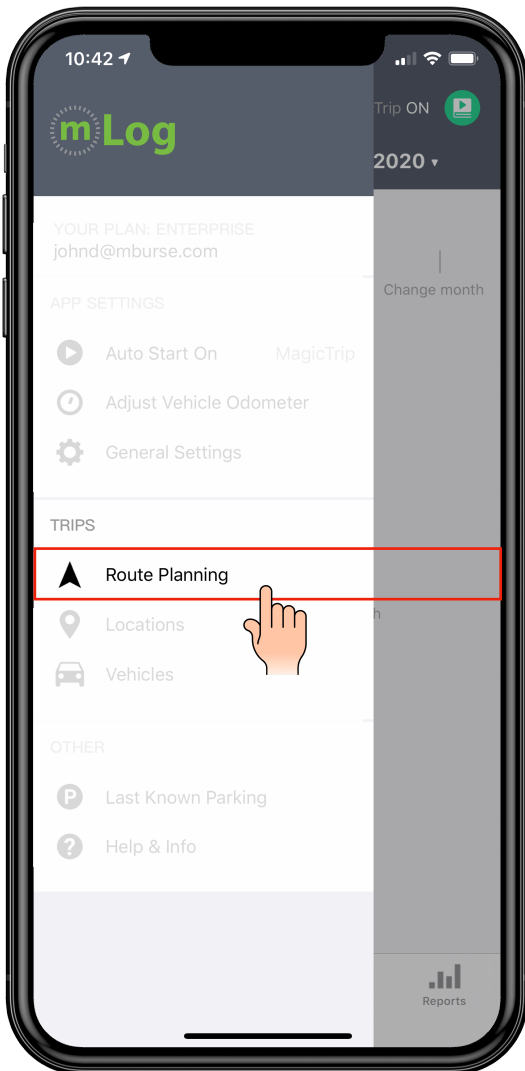 10:42
mLog
Trip ON
2020
YOUR PLAN: ENTERPRISE
johnd@mburse.com
Change month
APP SETTINGS
Auto Start On MagicTrip
Adjust Vehicle Odometer
General Settings
TRIPS
Route Planning
Locations
h
Vehicles
OTHER
P Last Known Parking
? Help & Info
Reports